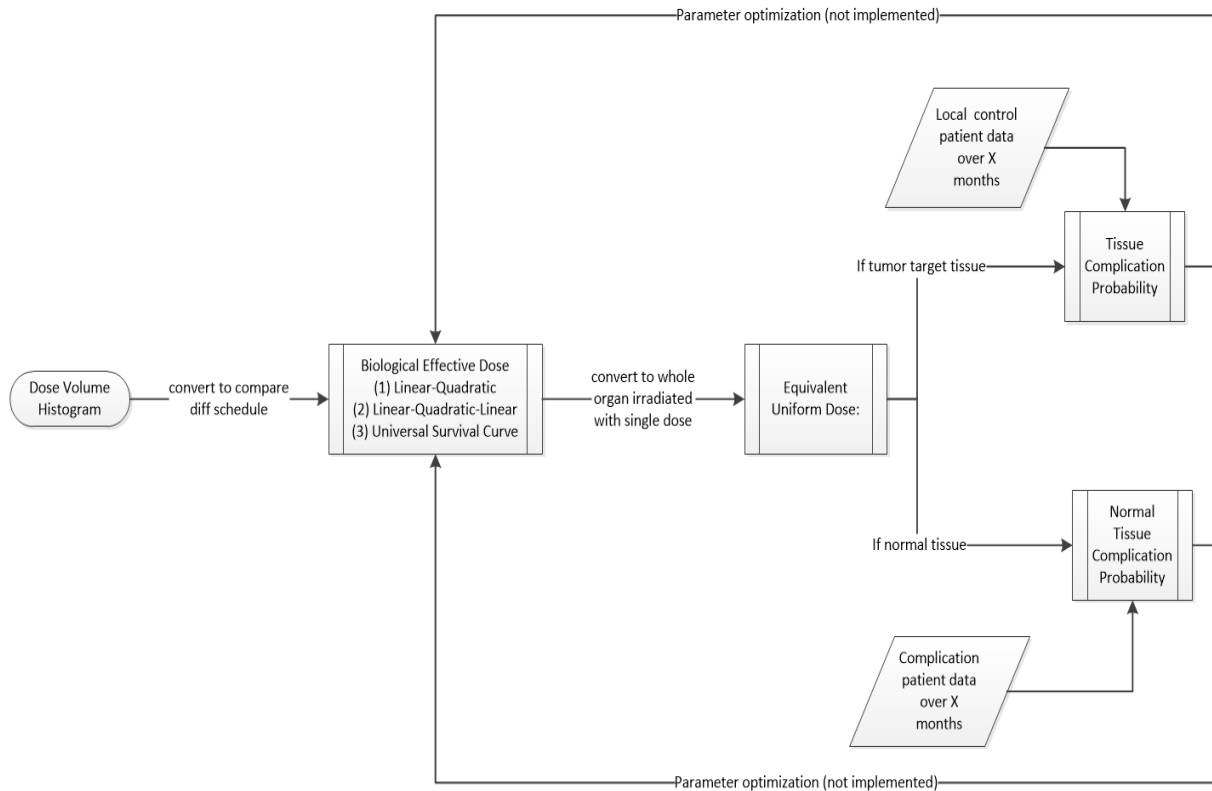 Parameter optimization (not implemented)
Local control
patient data
over X
months
Tissue
Complication
Probability
If tumor target tissue
Dose Volume
Histogram
convert to compare
diff schedule
Biological Effective Dose
(1) Linear-Quadratic
(2) Linear-Quadratic-Linear
(3) Universal Survival Curve
convert to whole
organ irradiated
with single dose
Equivalent
Uniform Dose:
If normal tissue
Normal
Tissue
Complication
Probability
Complication
patient data
over X
months
Parameter optimization (not implemented)